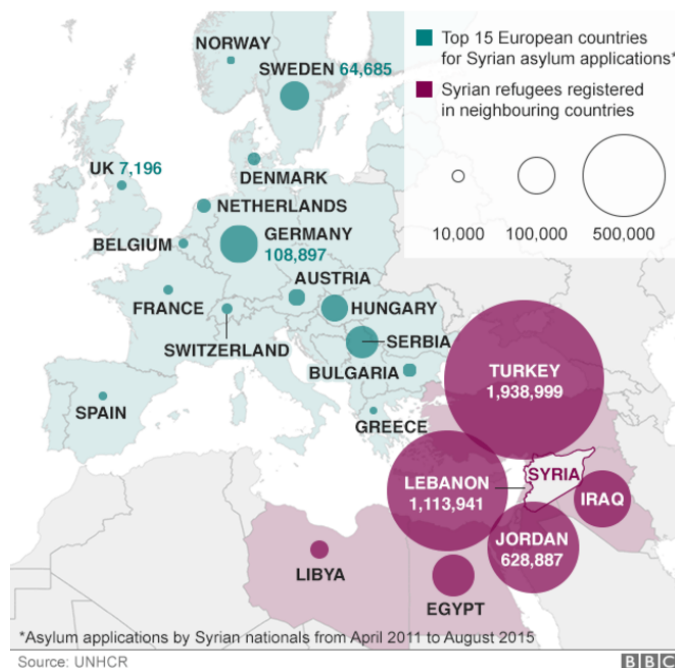 Top 15 European countries
for Syrian asylum applications*
Syrian refugees registered
in neighbouring countries
10,000
100,000
500,000
NORWAY
SWEDEN 64,685
UK 7,196
DENMARK
NETHERLANDS
BELGIUM
GERMANY
108,897
AUSTRIA
FRANCE
HUNGARY
SWITZERLAND
SERBIA
BULGARIA
SPAIN
GREECE
TURKEY
1,938,999
SYRIA
LEBANON
1,113,941
IRAQ
JORDAN
628,887
LIBYA
EGYPT
*Asylum applications by Syrian nationals from April 2011 to August 2015
Source: UNHCR
BBC